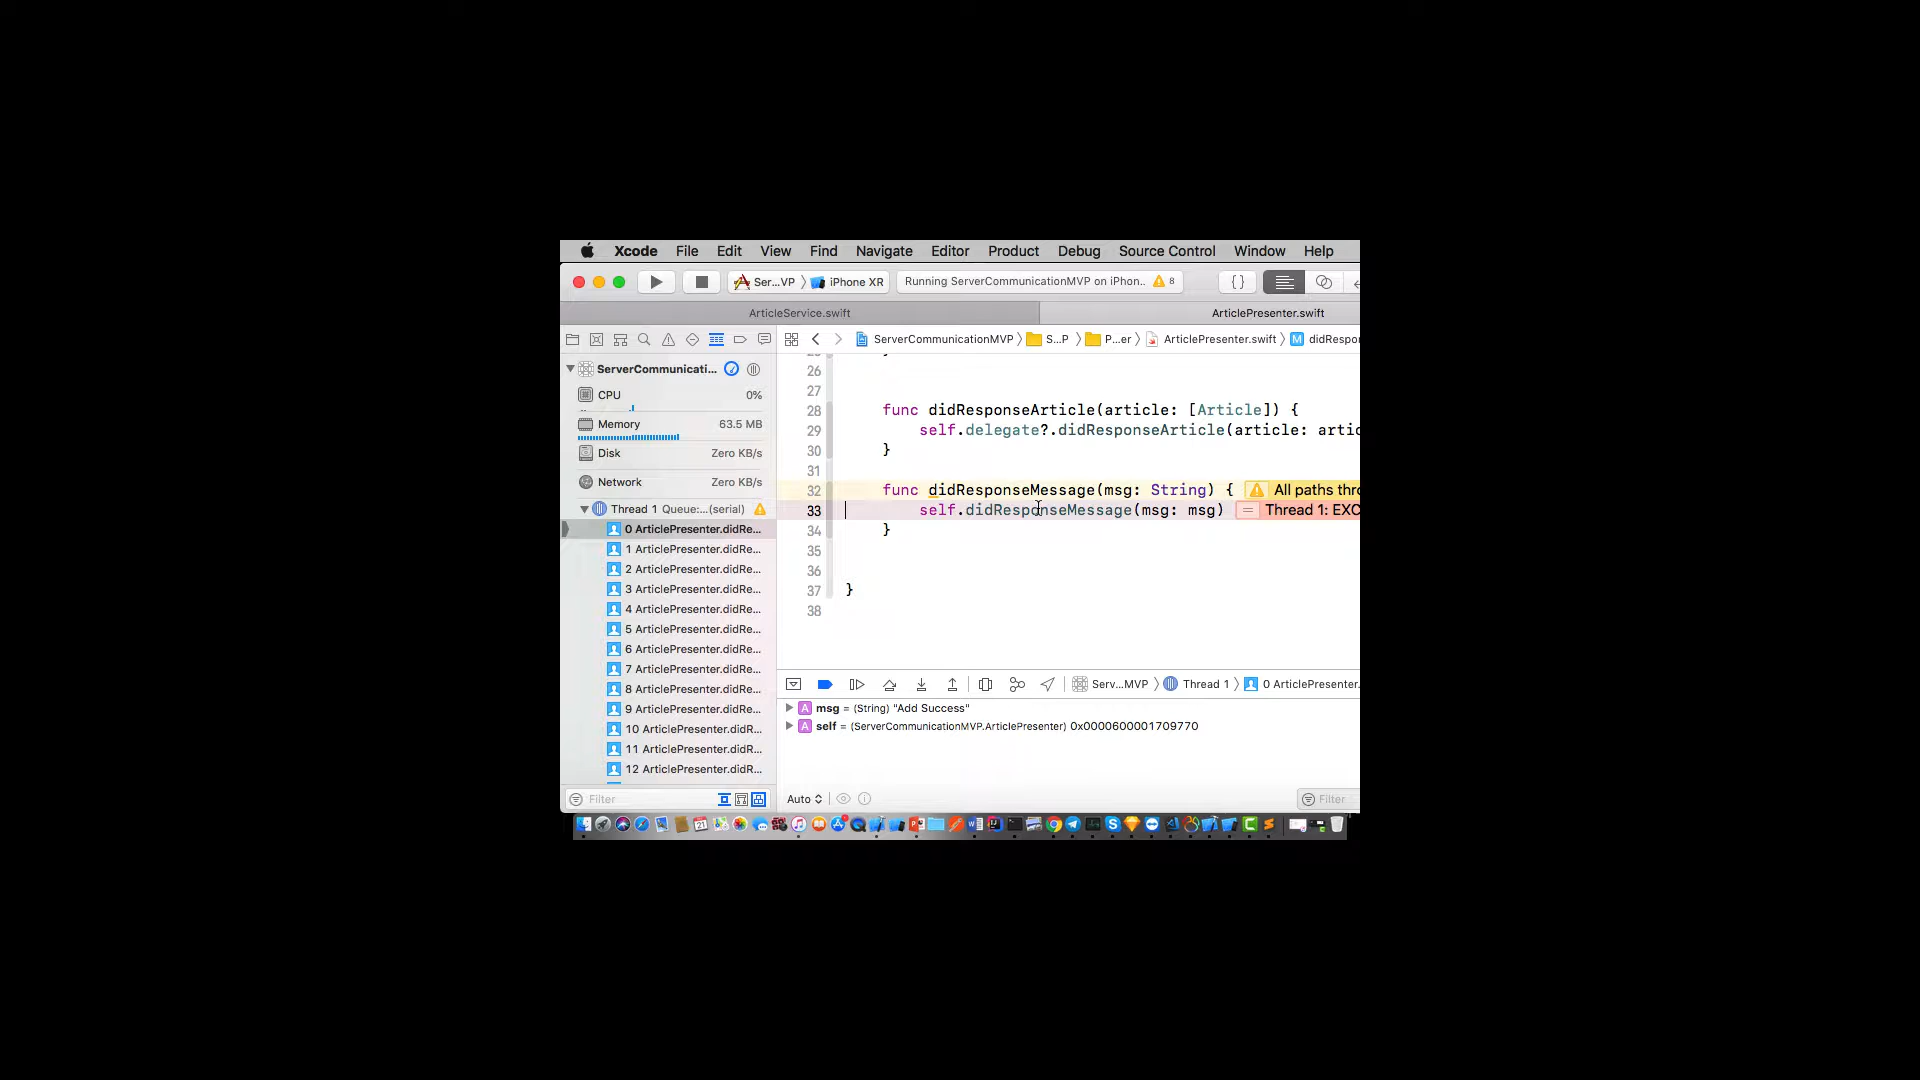 Xcode File Edit View Find Navigate Editor Product Debug Source Control Window Help
Ser...VP iPhone XR Running ServerCommunicationMVP on iPhon.. 8 { }
ArticleService.swift ArticlePresenter.swift
ServerCommunicationMVP S...P P...er ArticlePresenter.swift M didRespo
ServerCommunicati...
CPU 0%
Memory 63.5 MB
Disk Zero KB/s
Network Zero KB/s
Thread 1 Queue:...(serial)
0 ArticlePresenter.didRe...
1 ArticlePresenter.didRe...
2 ArticlePresenter.didRe...
3 ArticlePresenter.didRe...
4 ArticlePresenter.didRe...
5 ArticlePresenter.didRe...
6 ArticlePresenter.didRe...
7 ArticlePresenter.didRe...
8 ArticlePresenter.didRe...
9 ArticlePresenter.didRe...
10 ArticlePresenter.didR...
11 ArticlePresenter.didR...
12 ArticlePresenter.didR...
Filter
26
27
28 func didResponseArticle(article: [Article]) {
29 self.delegate?.didResponseArticle(article: artic
30 }
31
32 func didResponseMessage(msg: String) { All paths thro
33 self.didResponseMessage(msg: msg) = Thread 1: EXC
34 }
35
36
37 }
38
Serv...MVP Thread 1 0 ArticlePresenter.
A msg = (String) "Add Success"
A self = (ServerCommunicationMVP.ArticlePresenter) 0x0000600001709770
Auto Filter